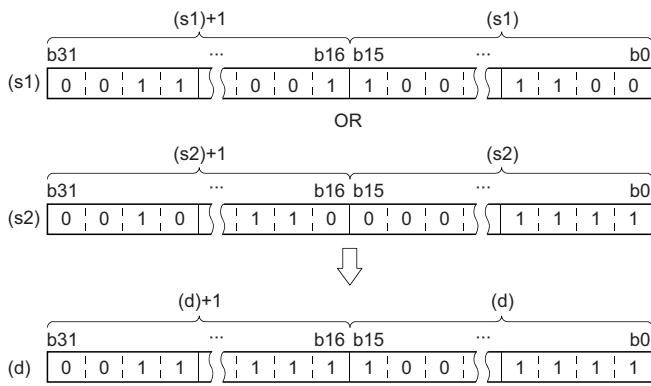 (s1)+1 (s1)
b31 ... b16 b15 ... b0
(s1) 0 0 1 1 0 0 1 1 0 0 1 1 0 0
OR
(s2)+1 (s2)
b31 ... b16 b15 ... b0
(s2) 0 0 1 0 1 1 0 0 0 0 1 1 1 1
(d)+1 (d)
b31 ... b16 b15 ... b0
(d) 0 0 1 1 1 1 1 1 0 0 1 1 1 1